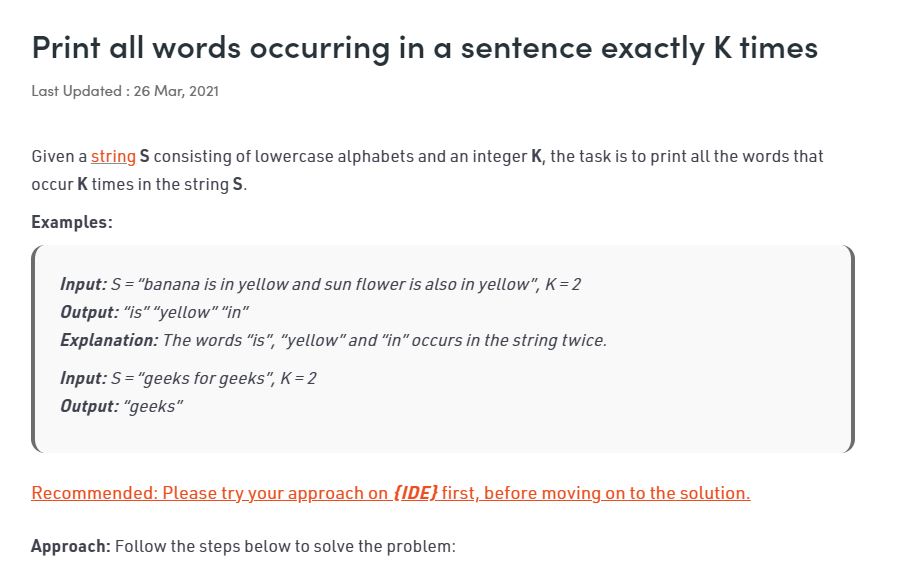 Print all words occurring in a sentence exactly K times
Last Updated : 26 Mar, 2021
Given a string S consisting of lowercase alphabets and an integer K, the task is to print all the words that
occur K times in the string S.
Examples:
Input: S = “banana is in yellow and sun flower is also in yellow”, K = 2
Output: “is” “yellow” “in”
Explanation: The words “is”, “yellow” and “in” occurs in the string twice.
Input: S = “geeks for geeks”, K = 2
Output: “geeks”
Recommended: Please try your approach on {IDE} first, before moving on to the solution.
Approach: Follow the steps below to solve the problem: